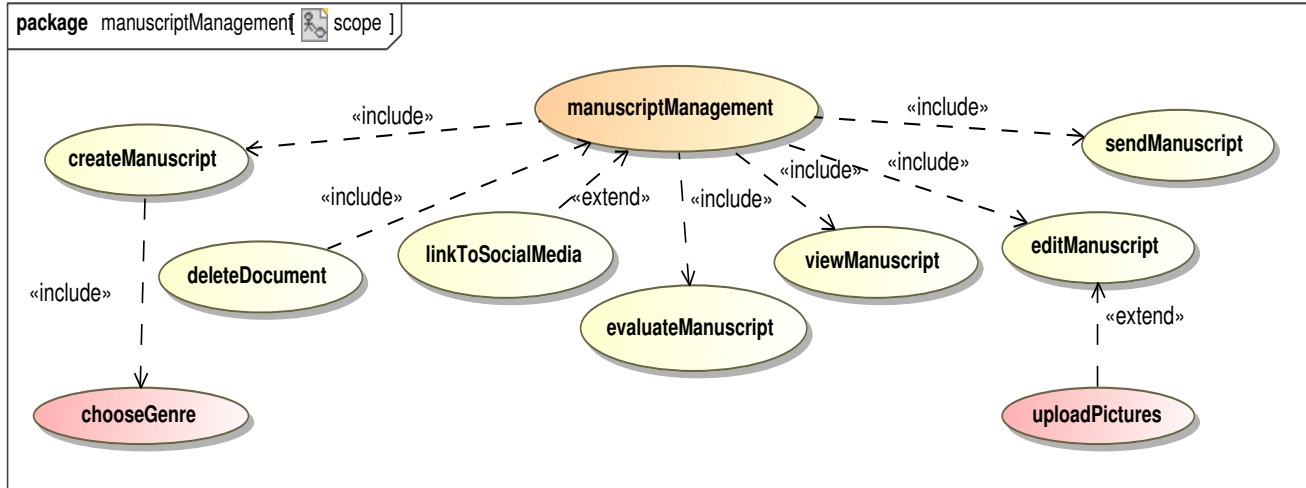 package manuscriptManagement[ scope ]
manuscriptManagement
«include»
«include»
createManuscript
sendManuscript
«include»
«include»
«include»
«extend»
«include»
linkToSocialMedia
viewManuscript
editManuscript
deleteDocument
«include»
evaluateManuscript
«extend»
chooseGenre
uploadPictures